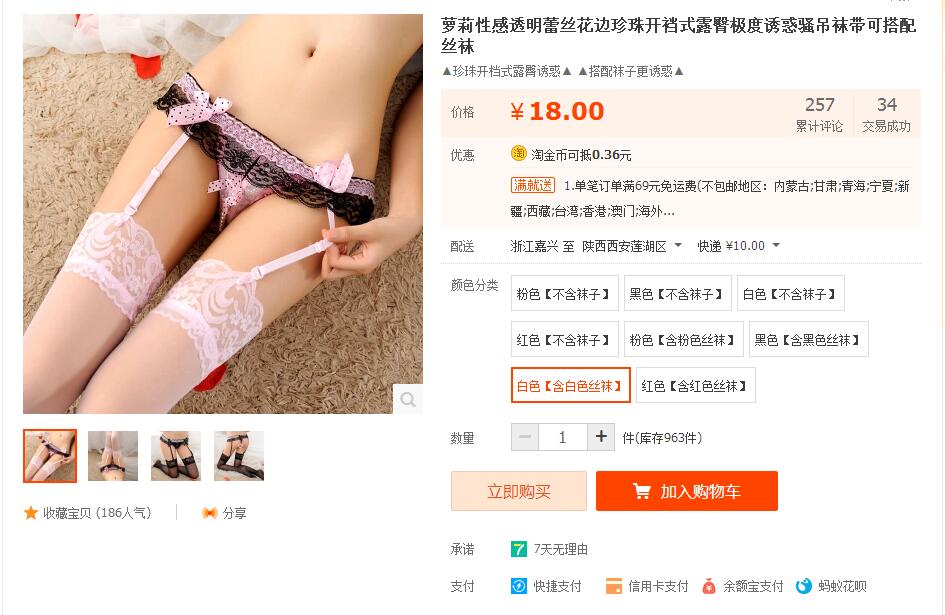 萝莉性感透明蕾丝花边珍珠开裆式露臀极度诱惑骚吊袜带可搭配
丝袜
▲珍珠开裆式露臀诱惑▲ ▲搭配袜子更诱惑▲
价格
¥18.00
257
累计评论
34
交易成功
优惠
淘 淘金币可抵0.36元
满就送 1.单笔订单满69元免运费(不包邮地区：内蒙古;甘肃;青海;宁夏;新
疆;西藏;台湾;香港;澳门;海外...
配送
浙江嘉兴 至 陕西西安莲湖区 快递 ¥10.00
颜色分类
粉色【不含袜子】 黑色【不含袜子】 白色【不含袜子】
红色【不含袜子】 粉色【含粉色丝袜】 黑色【含黑色丝袜】
白色【含白色丝袜】 红色【含红色丝袜】
数量
1 件(库存963件)
立即购买 加入购物车
收藏宝贝 (186人气) 分享
承诺
7 7天无理由
支付
快捷支付 信用卡支付 余额宝支付 蚂蚁花呗